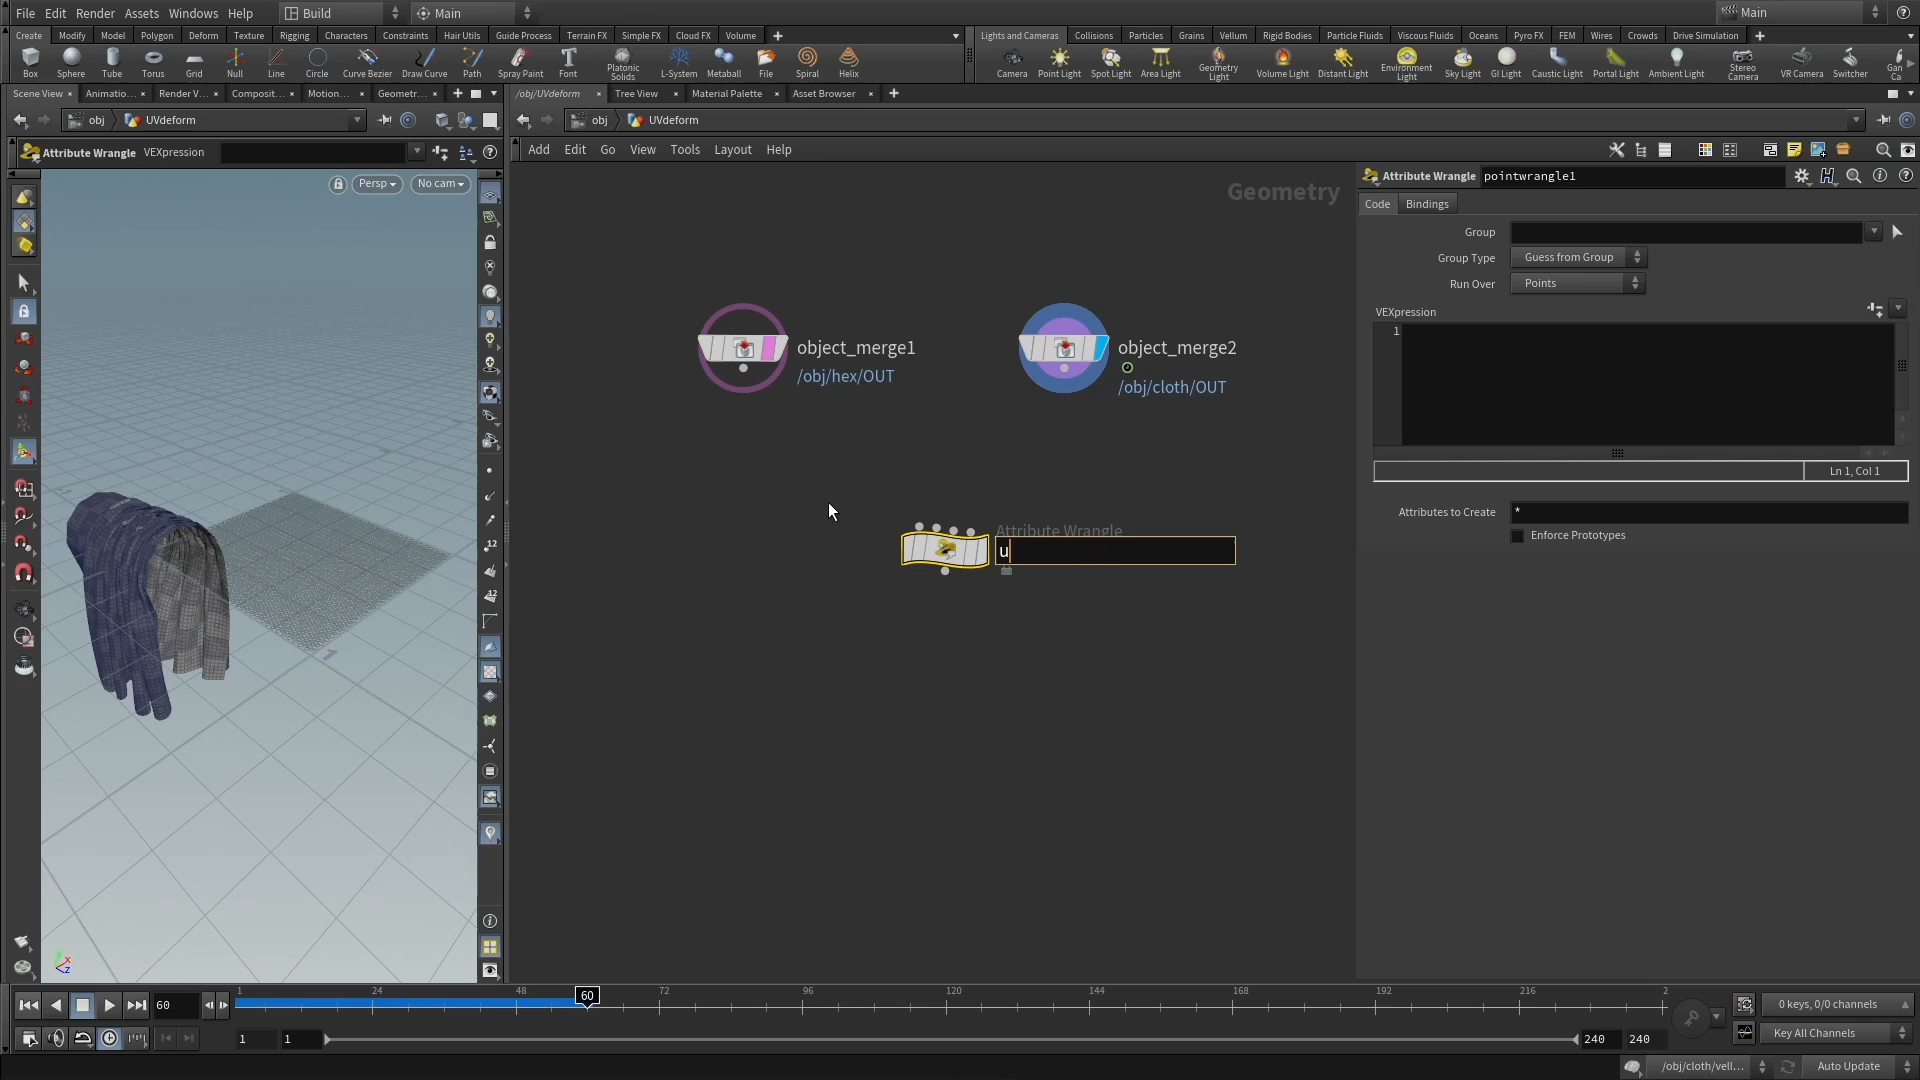 File Edit Render Assets Windows Help Build Main Main
Create Modify Model Polygon Deform Texture Rigging Characters Constraints Hair Utils Guide Process Terrain FX Simple FX Cloud FX Volume
Lights and Cameras Collisions Particles Grains Vellum Rigid Bodies Particle Fluids Viscous Fluids Oceans Pyro FX FEM Wires Crowds Drive Simulation
Box Sphere Tube Torus Grid Null Line Circle Curve Bezier Draw Curve Path Spray Paint Font Platonic Solids L-System Metaball File Spiral Helix
Camera Point Light Spot Light Area Light Geometry Light Volume Light Distant Light Environment Light Sky Light GI Light Caustic Light Portal Light Ambient Light Stereo Camera VR Camera Switcher Gan Ca
Scene View Animatio... Render V... Composit... Motion... Geometr...
/obj/UVdeform Tree View Material Palette Asset Browser
obj UVdeform
obj UVdeform
Attribute Wrangle VEXpression
Add Edit Go View Tools Layout Help
Persp No cam
Geometry
Attribute Wrangle pointwrangle1
Code Bindings
Group
Group Type Guess from Group
Run Over Points
VEXpression
1
Ln 1, Col 1
Attributes to Create *
Enforce Prototypes
object_merge1
/obj/hex/OUT
object_merge2
/obj/cloth/OUT
Attribute Wrangle
u
60 1 24 48 60 72 96 120 144 168 192 216 2
0 keys, 0/0 channels
1 1 240 240
Key All Channels
/obj/cloth/vell... Auto Update